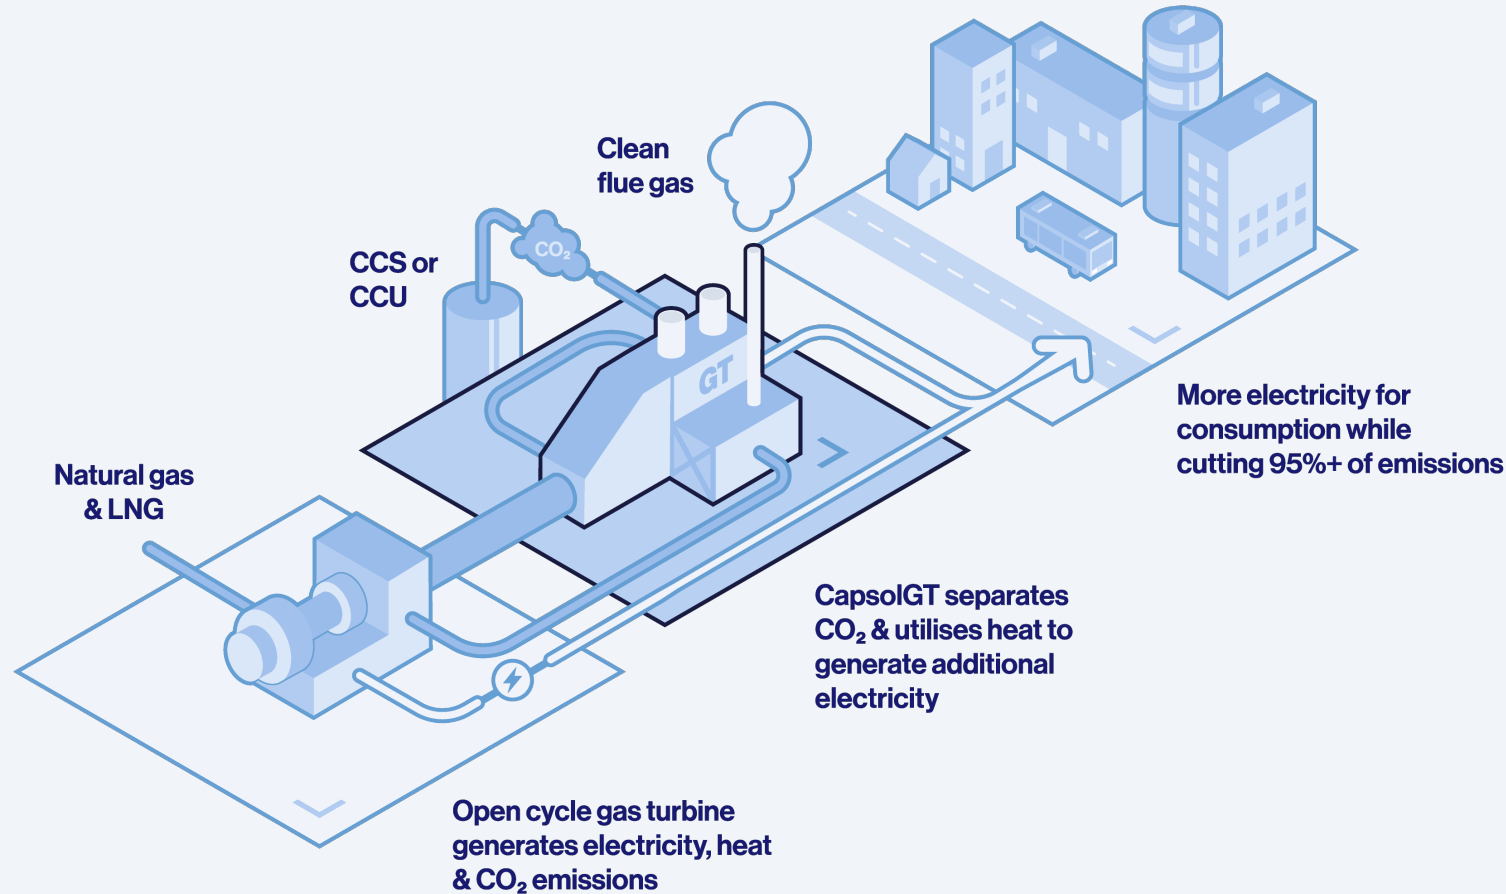 Clean
flue gas
CO₂
CCS or
CCU
GT
More electricity for
consumption while
cutting 95%+ of emissions
Natural gas
& LNG
CapsolGT separates
CO₂ & utilises heat to
generate additional
electricity
Open cycle gas turbine
generates electricity, heat
& CO₂ emissions